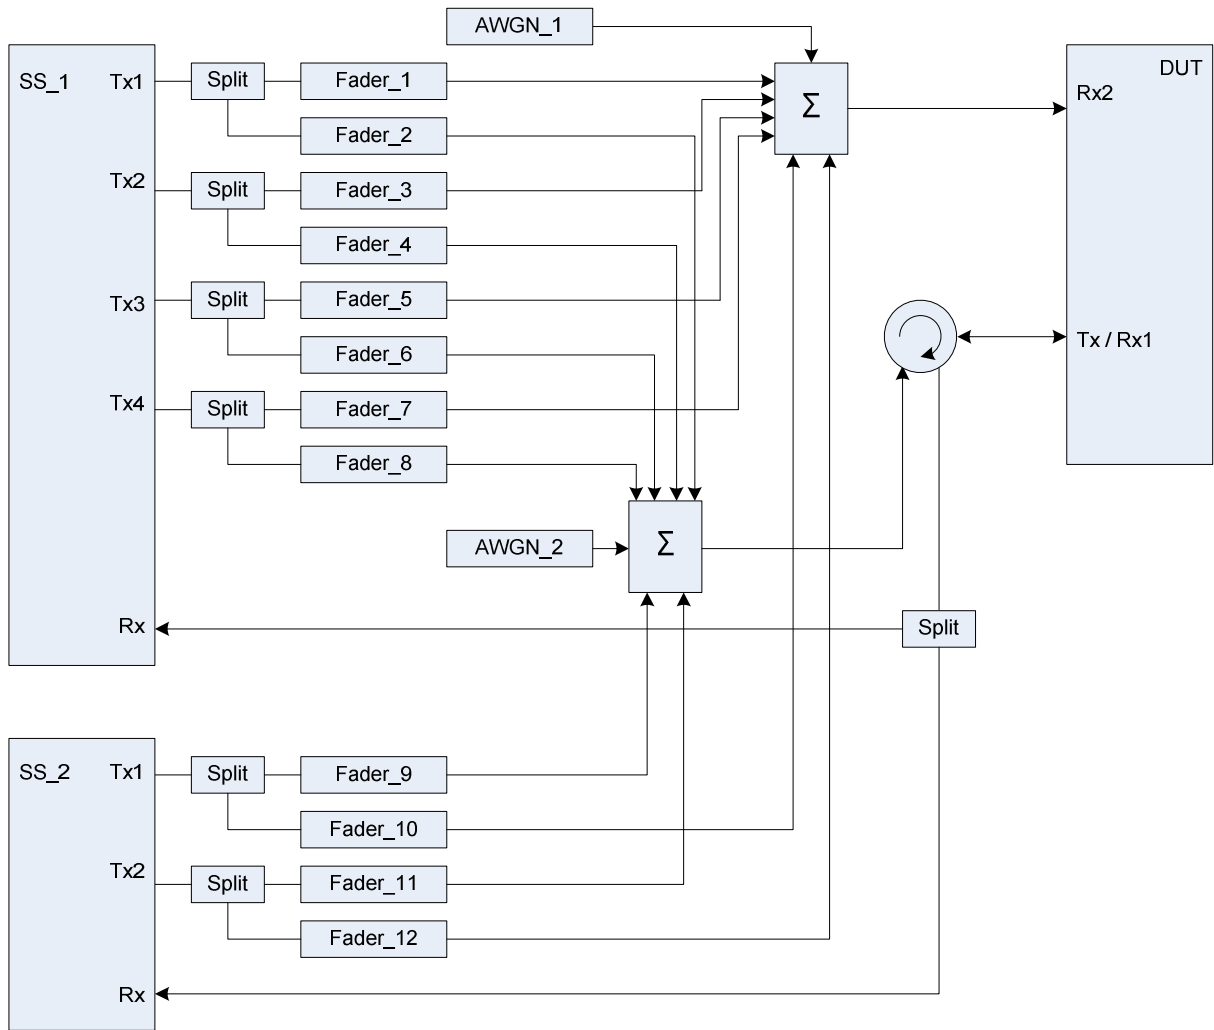 AWGN_1
SS_1
Tx1
Split
Fader_1
Σ
DUT
Rx2
Fader_2
Tx2
Split
Fader_3
Fader_4
Tx3
Split
Fader_5
Fader_6
Tx / Rx1
Tx4
Split
Fader_7
Fader_8
AWGN_2
Σ
Rx
Split
SS_2
Tx1
Split
Fader_9
Fader_10
Tx2
Split
Fader_11
Fader_12
Rx